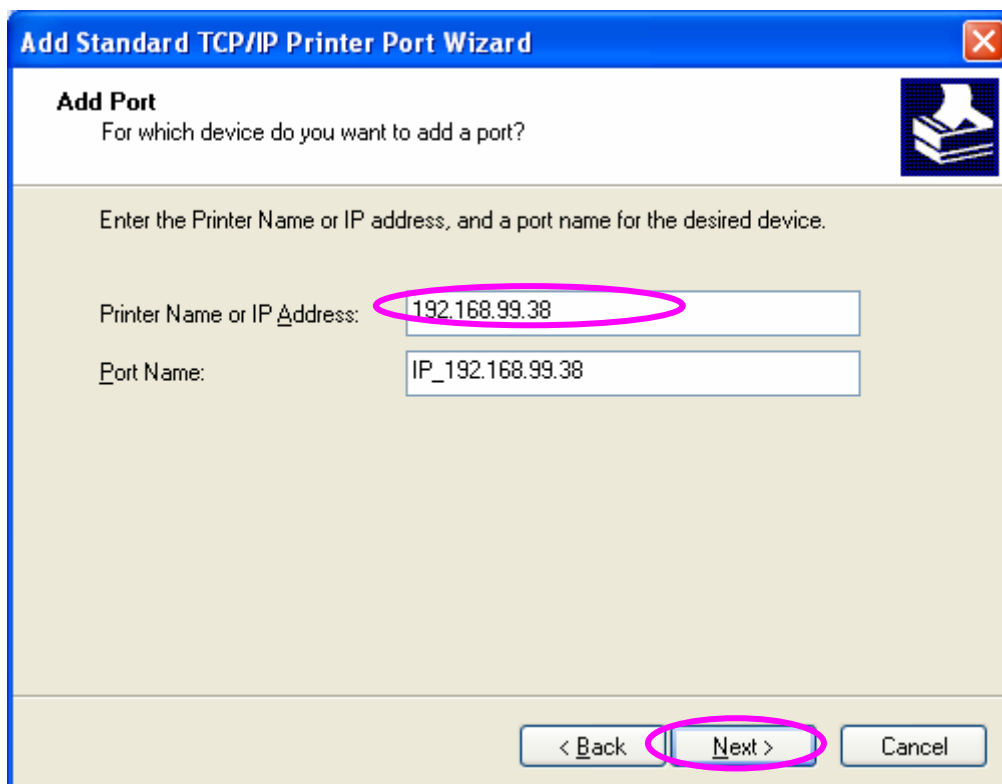 Add Standard TCP/IP Printer Port Wizard
Add Port
For which device do you want to add a port?
Enter the Printer Name or IP address, and a port name for the desired device.
Printer Name or IP Address: 192.168.99.38
Port Name: IP_192.168.99.38
< Back Next > Cancel